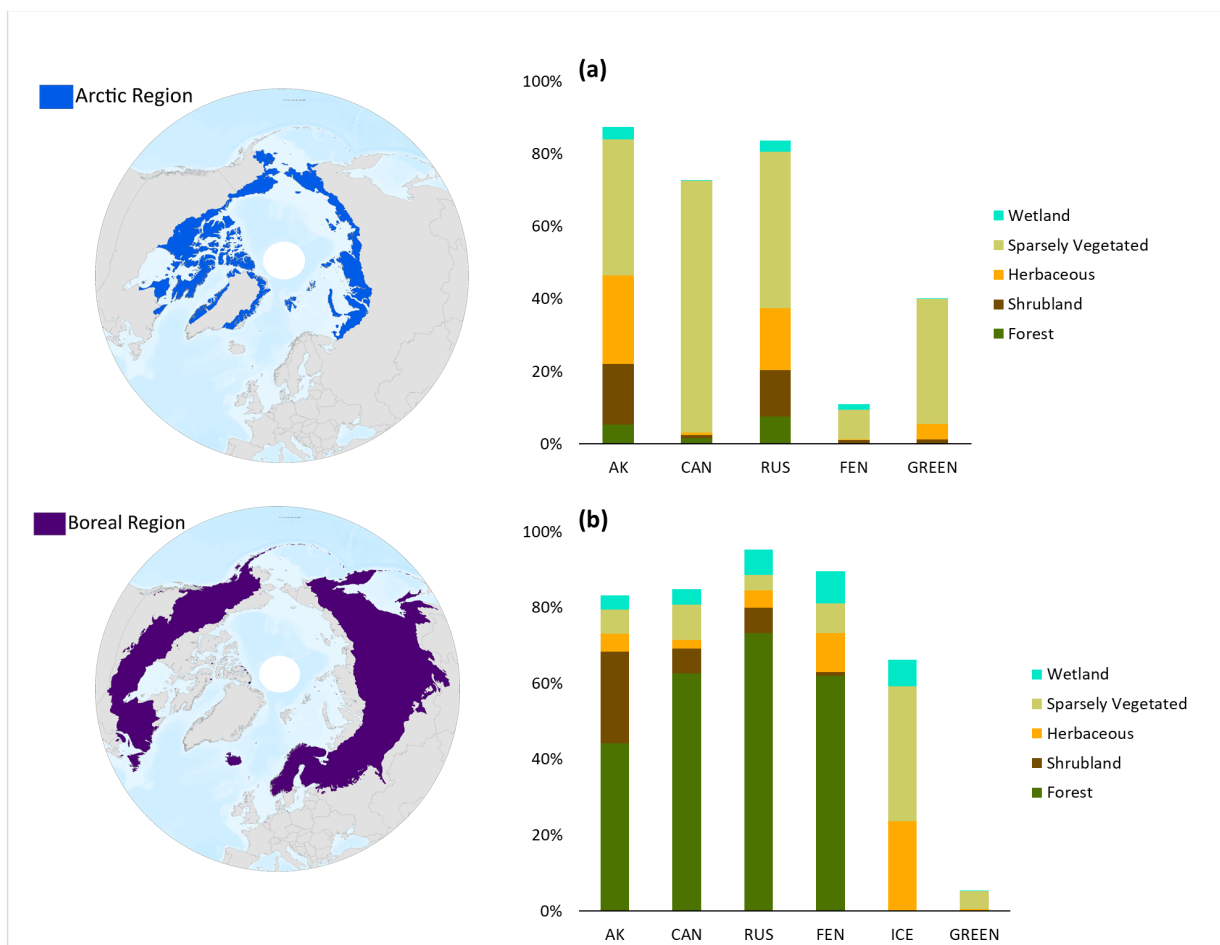 Arctic Region
(a)
100%
80%
60%
40%
20%
0%
AK CAN RUS FEN GREEN
Wetland
Sparsely Vegetated
Herbaceous
Shrubland
Forest
Boreal Region
(b)
100%
80%
60%
40%
20%
0%
AK CAN RUS FEN ICE GREEN
Wetland
Sparsely Vegetated
Herbaceous
Shrubland
Forest